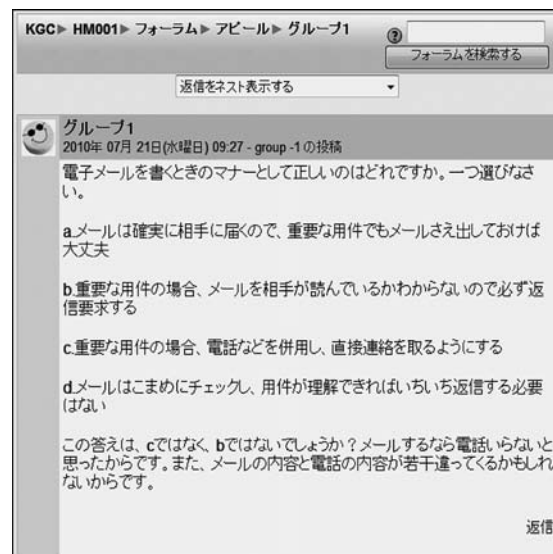 KGC▶ HM001▶ フォーラム▶ アピール▶ グループ1
?
フォーラムを検索する
返信をネスト表示する
グループ1
2010年 07月 21日(水曜日) 09:27 - group -1 の投稿
電子メールを書くときのマナーとして正しいのはどれですか。一つ選びなさ
い。
a.メールは確実に相手に届くので、重要な用件でもメールさえ出しておけば
大丈夫
b.重要な用件の場合、メールを相手が読んでいるかわからないので必ず返
信要求する
c.重要な用件の場合、電話などを併用し、直接連絡を取るようにする
d.メールはこまめにチェックし、用件が理解できればいちいち返信する必要
はない
この答えは、cではなく、bではないでしょうか？メールするなら電話いらないと
思ったからです。また、メールの内容と電話の内容が若干違ってくるかもしれ
ないからです。
返信